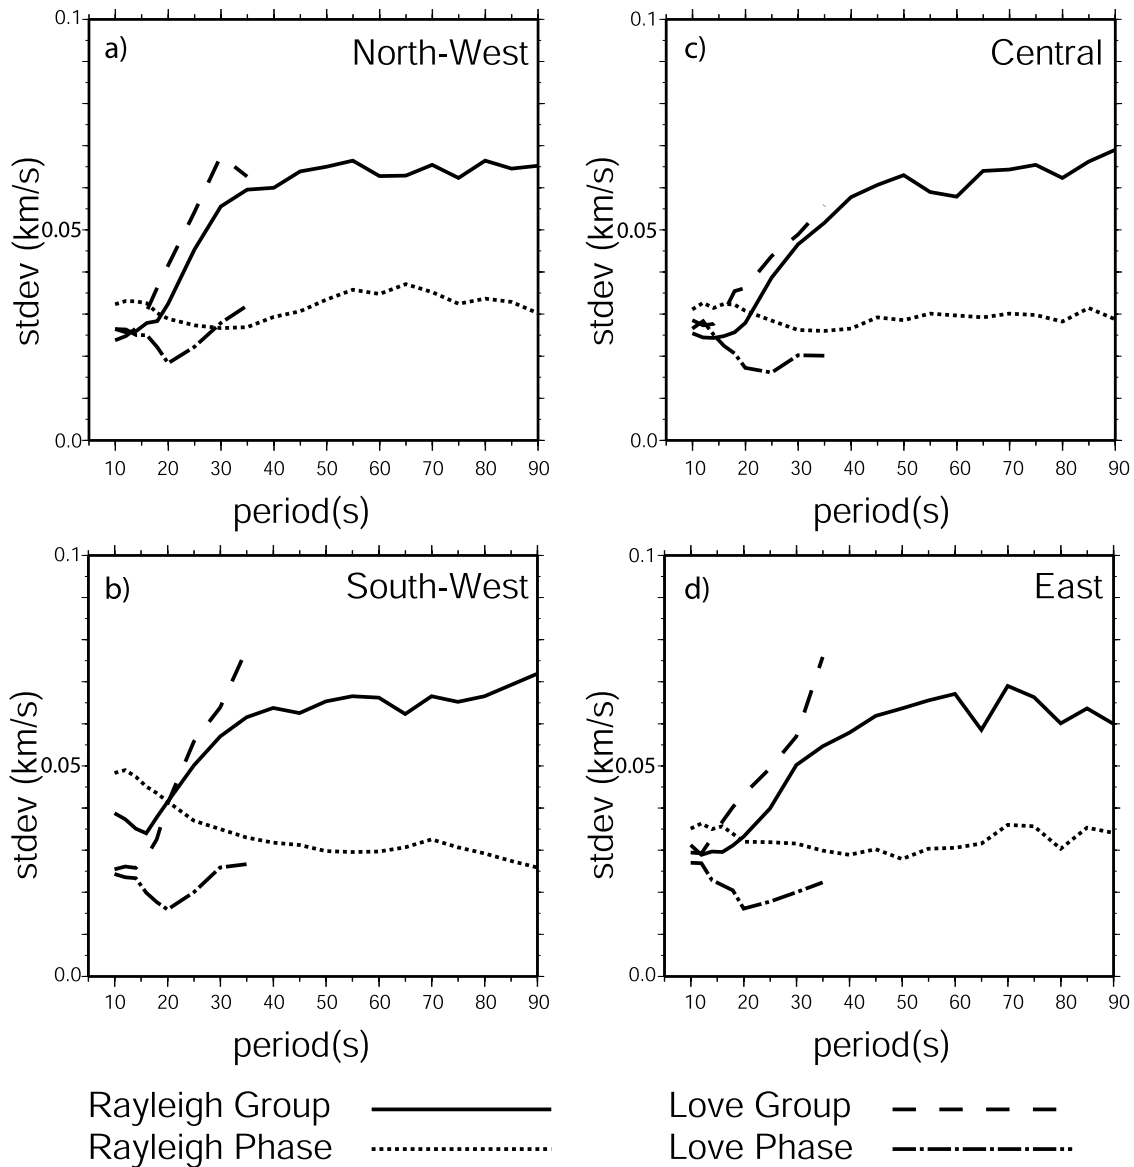 a) North-West
stdev (km/s)
0.1
0.05
0.0
10 20 30 40 50 60 70 80 90
period(s)
c) Central
stdev (km/s)
0.1
0.05
0.0
10 20 30 40 50 60 70 80 90
period(s)
b) South-West
stdev (km/s)
0.1
0.05
0.0
10 20 30 40 50 60 70 80 90
period(s)
d) East
stdev (km/s)
0.1
0.05
0.0
10 20 30 40 50 60 70 80 90
period(s)
Rayleigh Group
Rayleigh Phase
Love Group
Love Phase